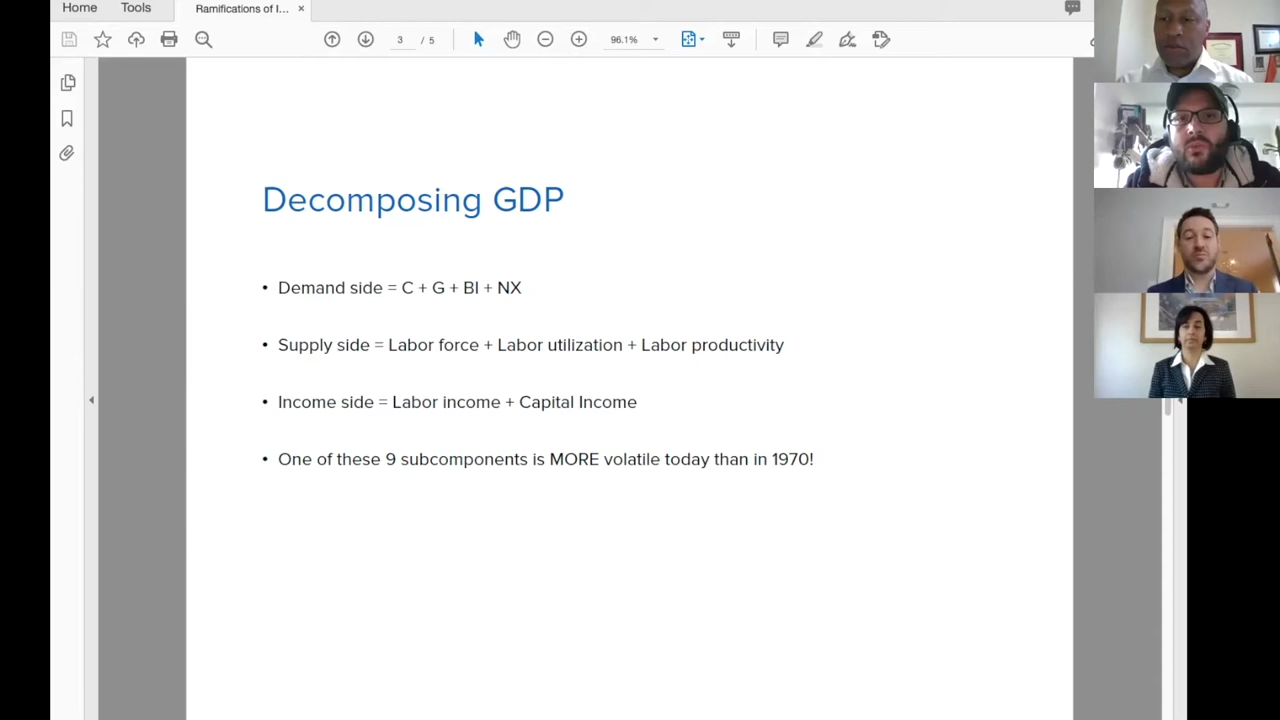 Home
Tools
Ramifications of I... ×
3 / 5
96.1%
Decomposing GDP
• Demand side = C + G + BI + NX
• Supply side = Labor force + Labor utilization + Labor productivity
• Income side = Labor income + Capital Income
• One of these 9 subcomponents is MORE volatile today than in 1970!